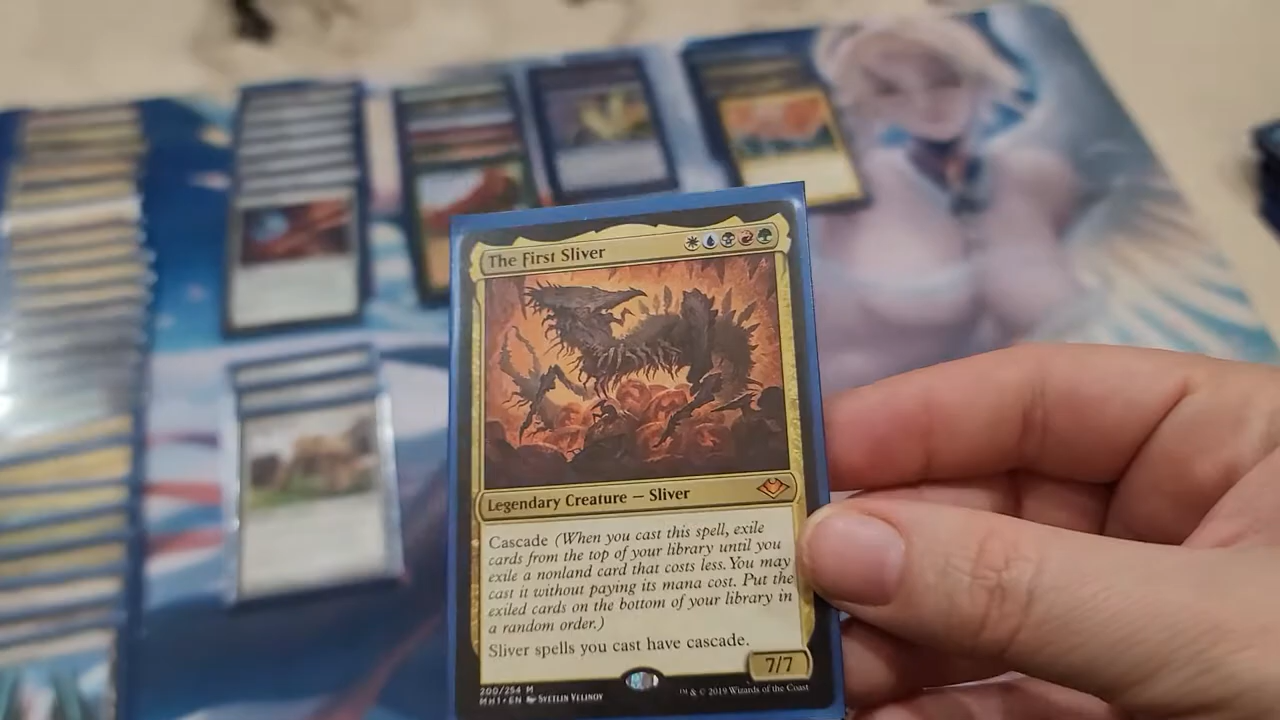 The First Sliver
Legendary Creature — Sliver
Cascade (When you cast this spell, exile
cards from the top of your library until you
exile a nonland card that costs less. You may
cast it without paying its mana cost. Put the
exiled cards on the bottom of your library in
a random order.)
Sliver spells you cast have cascade.
7/7
200/254 M
MH1 • EN Svetlin Velinov
™ & © 2019 Wizards of the Coast